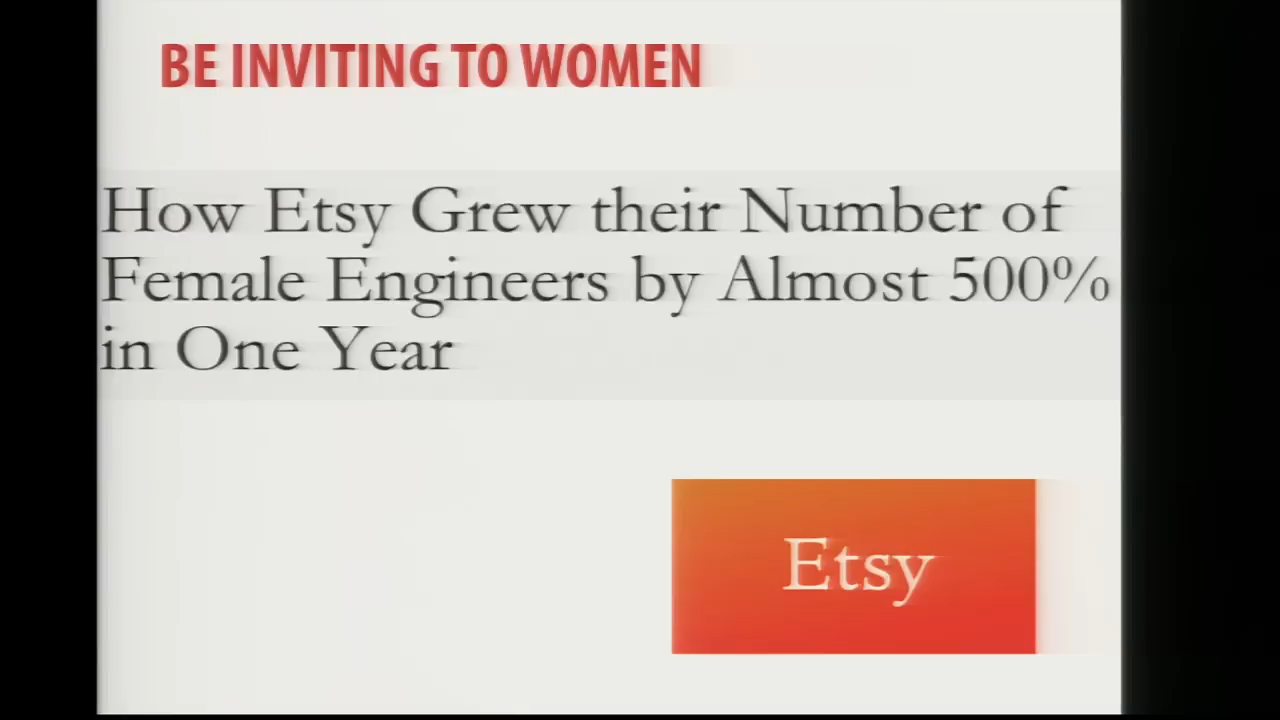 BE INVITING TO WOMEN
How Etsy Grew their Number of
Female Engineers by Almost 500%
in One Year
Etsy